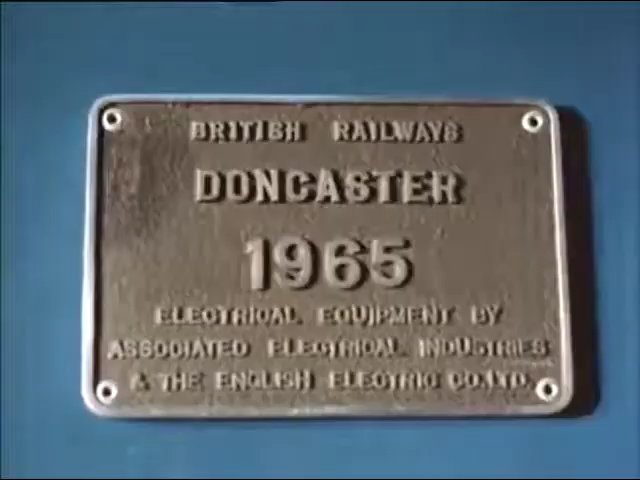 BRITISH RAILWAYS
DONCASTER
1965
ELECTRICAL EQUIPMENT BY
ASSOCIATED ELECTRICAL INDUSTRIES
& THE ENGLISH ELECTRIC CO. LTD.